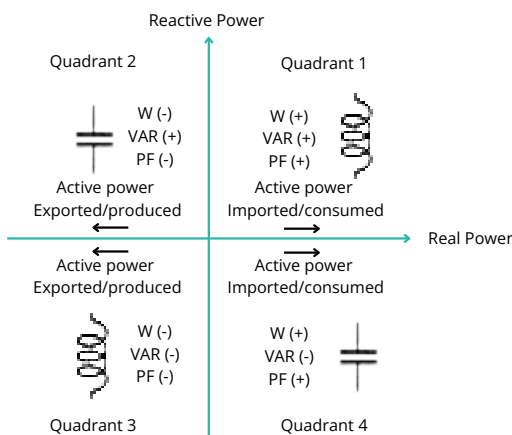 Reactive Power
Quadrant 2
W (-)
VAR (+)
PF (-)
Active power
Exported/produced
Quadrant 1
W (+)
VAR (+)
PF (+)
Active power
Imported/consumed
Real Power
Active power
Exported/produced
W (-)
VAR (-)
PF (-)
Quadrant 3
Active power
Imported/consumed
W (+)
VAR (-)
PF (+)
Quadrant 4